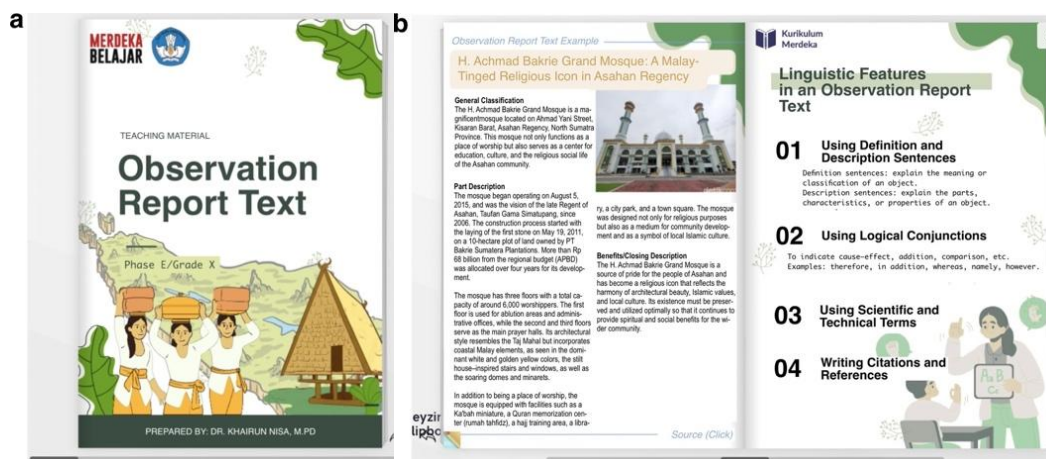 a
MERDEKA
BELAJAR
TEACHING MATERIAL
Observation
Report Text
Phase E/Grade X
PREPARED BY: DR. KHAIRUN NISA, M.PD
b
Observation Report Text Example
H. Achmad Bakrie Grand Mosque: A Malay-
Tinged Religious Icon in Asahan Regency
General Classification
The H. Achmad Bakrie Grand Mosque is a ma-
gnificentmosque located on Ahmad Yani Street,
Kisaran Barat, Asahan Regency, North Sumatra
Province. This mosque not only functions as a
place of worship but also serves as a center for
education, culture, and the religious social life
of the Asahan community.
Part Description
The mosque began operating on August 5,
2015, and was the vision of the late Regent of
Asahan, Taufan Gama Simatupang, since
2006. The construction process started with
the laying of the first stone on May 19, 2011,
on a 10-hectare plot of land owned by PT
Bakrie Sumatera Plantations. More than Rp
68 billion from the regional budget (APBD)
was allocated over four years for its develop-
ment.
The mosque has three floors with a total ca-
pacity of around 6,000 worshippers. The first
floor is used for ablution areas and adminis-
trative offices, while the second and third floors
serve as the main prayer halls. Its architectural
style resembles the Taj Mahal but incorporates
coastal Malay elements, as seen in the domi-
nant white and golden yellow colors, the stilt
house–inspired stairs and windows, as well as
the soaring domes and minarets.
In addition to being a place of worship, the
mosque is equipped with facilities such as a
Ka'bah miniature, a Quran memorization cen-
ter (rumah tahfidz), a hajj training area, a libra-
ry, a city park, and a town square. The mosque
was designed not only for religious purposes
but also as a medium for community develop-
ment and as a symbol of local Islamic culture.
Benefits/Closing Description
The H. Achmad Bakrie Grand Mosque is a
source of pride for the people of Asahan and
has become a religious icon that reflects the
harmony of architectural beauty, Islamic values,
and local culture. Its existence must be preser-
ved and utilized optimally so that it continues to
provide spiritual and social benefits for the wi-
der community.
Source (Click)
Kurikulum
Merdeka
Linguistic Features
in an Observation Report
Text
01 Using Definition and
Description Sentences
Definition sentences: explain the meaning or
classification of an object.
Description sentences: explain the parts,
characteristics, or properties of an object.
02 Using Logical Conjunctions
To indicate cause-effect, addition, comparison, etc.
Examples: therefore, in addition, whereas, namely, however.
03 Using Scientific and
Technical Terms
04 Writing Citations and
References